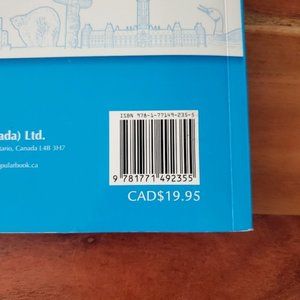 ada) Ltd.
ntario, Canada L4B 3H7
pularbook.ca
ISBN 978-1-77149-235-5
9 781771 492355
CAD$19.95